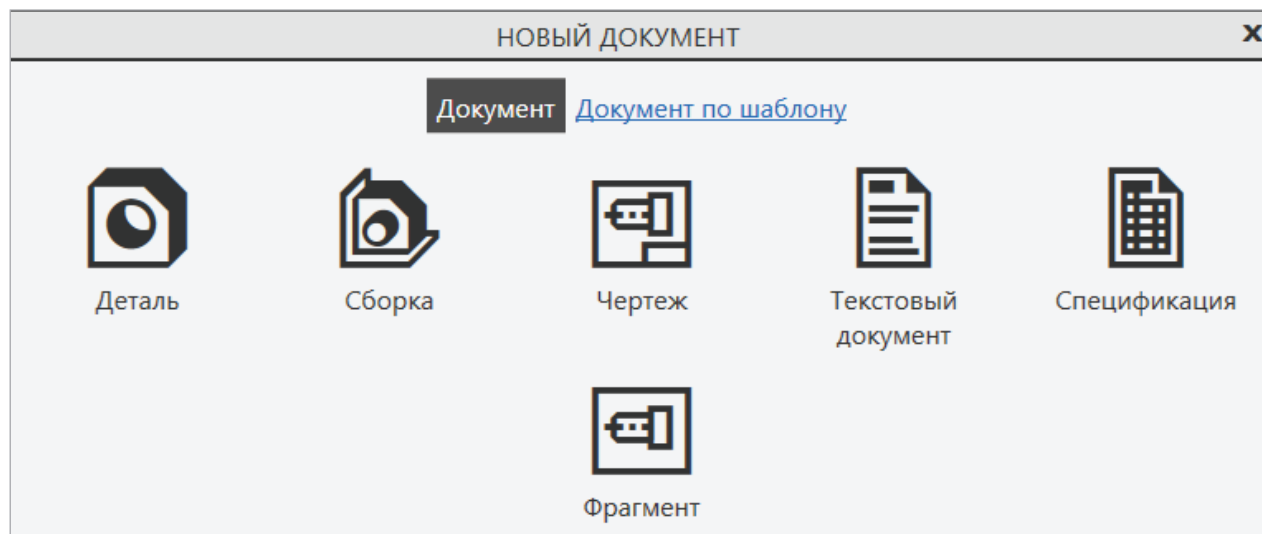 НОВЫЙ ДОКУМЕНТ x
Документ Документ по шаблону
Деталь Сборка Чертеж Текстовый документ Спецификация
Фрагмент